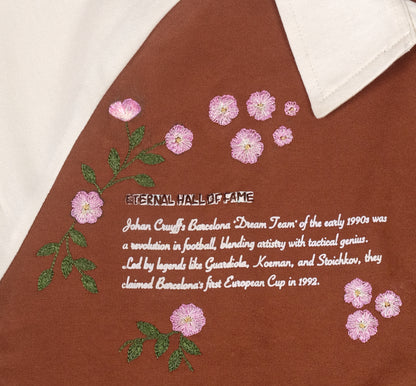 ETERNAL HALL OF FAME
Johan Cruyff's Barcelona "Dream Team" of the early 1990s was
a revolution in football, blending artistry with tactical genius.
Led by legends like Guardiola, Koeman, and Stoichkov, they
claimed Barcelona's first European Cup in 1992.